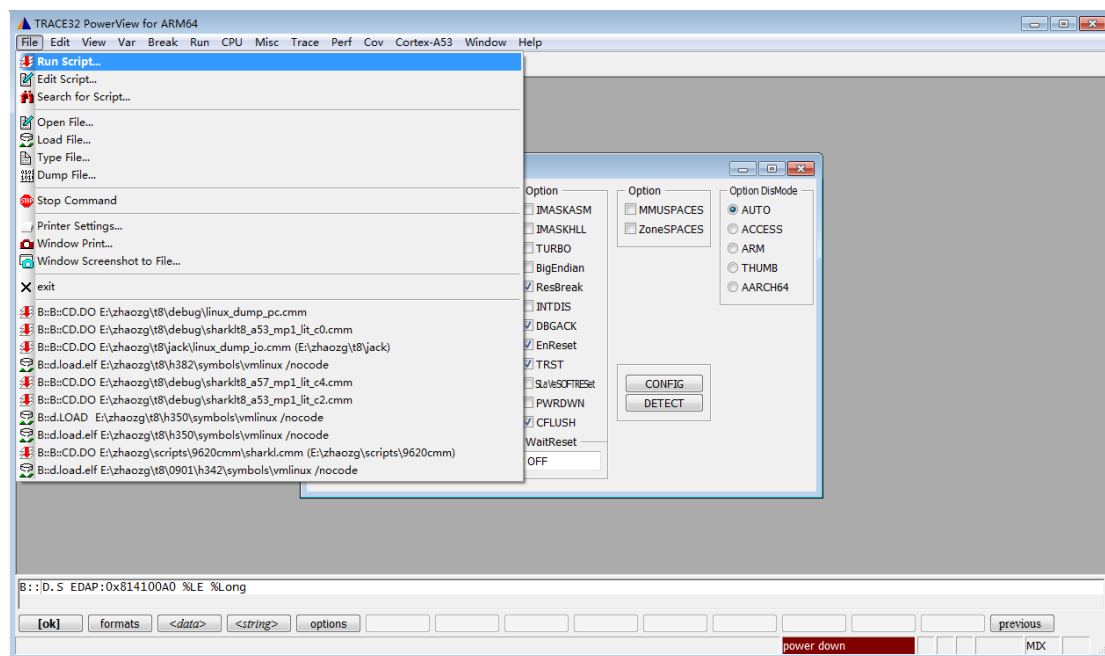 TRACE32 PowerView for ARM64
File Edit View Var Break Run CPU Misc Trace Perf Cov Cortex-A53 Window Help
Run Script...
Edit Script...
Search for Script...
Open File...
Load File...
Type File...
Dump File...
Stop Command
Printer Settings...
Window Print...
Window Screenshot to File...
exit
B::B::CD.DO E:\zhaozg\t8\debug\linux_dump_pc.cmm
B::B::CD.DO E:\zhaozg\t8\debug\sharklt8_a53_mp1_lit_c0.cmm
B::B::CD.DO E:\zhaozg\t8\jack\linux_dump_io.cmm (E:\zhaozg\t8\jack)
B::d.load.elf E:\zhaozg\t8\h382\symbols\vmlinux /nocode
B::B::CD.DO E:\zhaozg\t8\debug\sharklt8_a57_mp1_lit_c4.cmm
B::B::CD.DO E:\zhaozg\t8\debug\sharklt8_a53_mp1_lit_c2.cmm
B::d.LOAD E:\zhaozg\t8\h350\symbols\vmlinux /nocode
B::d.load.elf E:\zhaozg\t8\h350\symbols\vmlinux /nocode
B::B::CD.DO E:\zhaozg\scripts\9620cmm\sharkl.cmm (E:\zhaozg\scripts\9620cmm)
B::d.load.elf E:\zhaozg\t8\0901\h342\symbols\vmlinux /nocode
Option
IMASKASM
IMASKHLL
TURBO
BigEndian
ResBreak
INTDIS
DBGACK
EnReset
TRST
SLaVeSOFTRESet
PWRDWN
CFLUSH
WaitReset
OFF
Option
MMUSPACES
ZoneSPACES
CONFIG
DETECT
Option DisMode
AUTO
ACCESS
ARM
THUMB
AARCH64
B::D.S EDAP:0x814100A0 %LE %Long
[ok] formats <data> <string> options previous
power down MIX